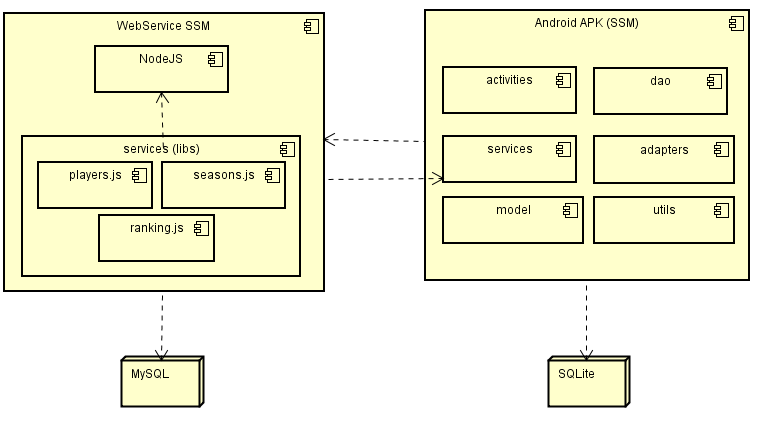 WebService SSM
NodeJS
services (libs)
players.js
seasons.js
ranking.js
MySQL
Android APK (SSM)
activities
dao
services
adapters
model
utils
SQLite